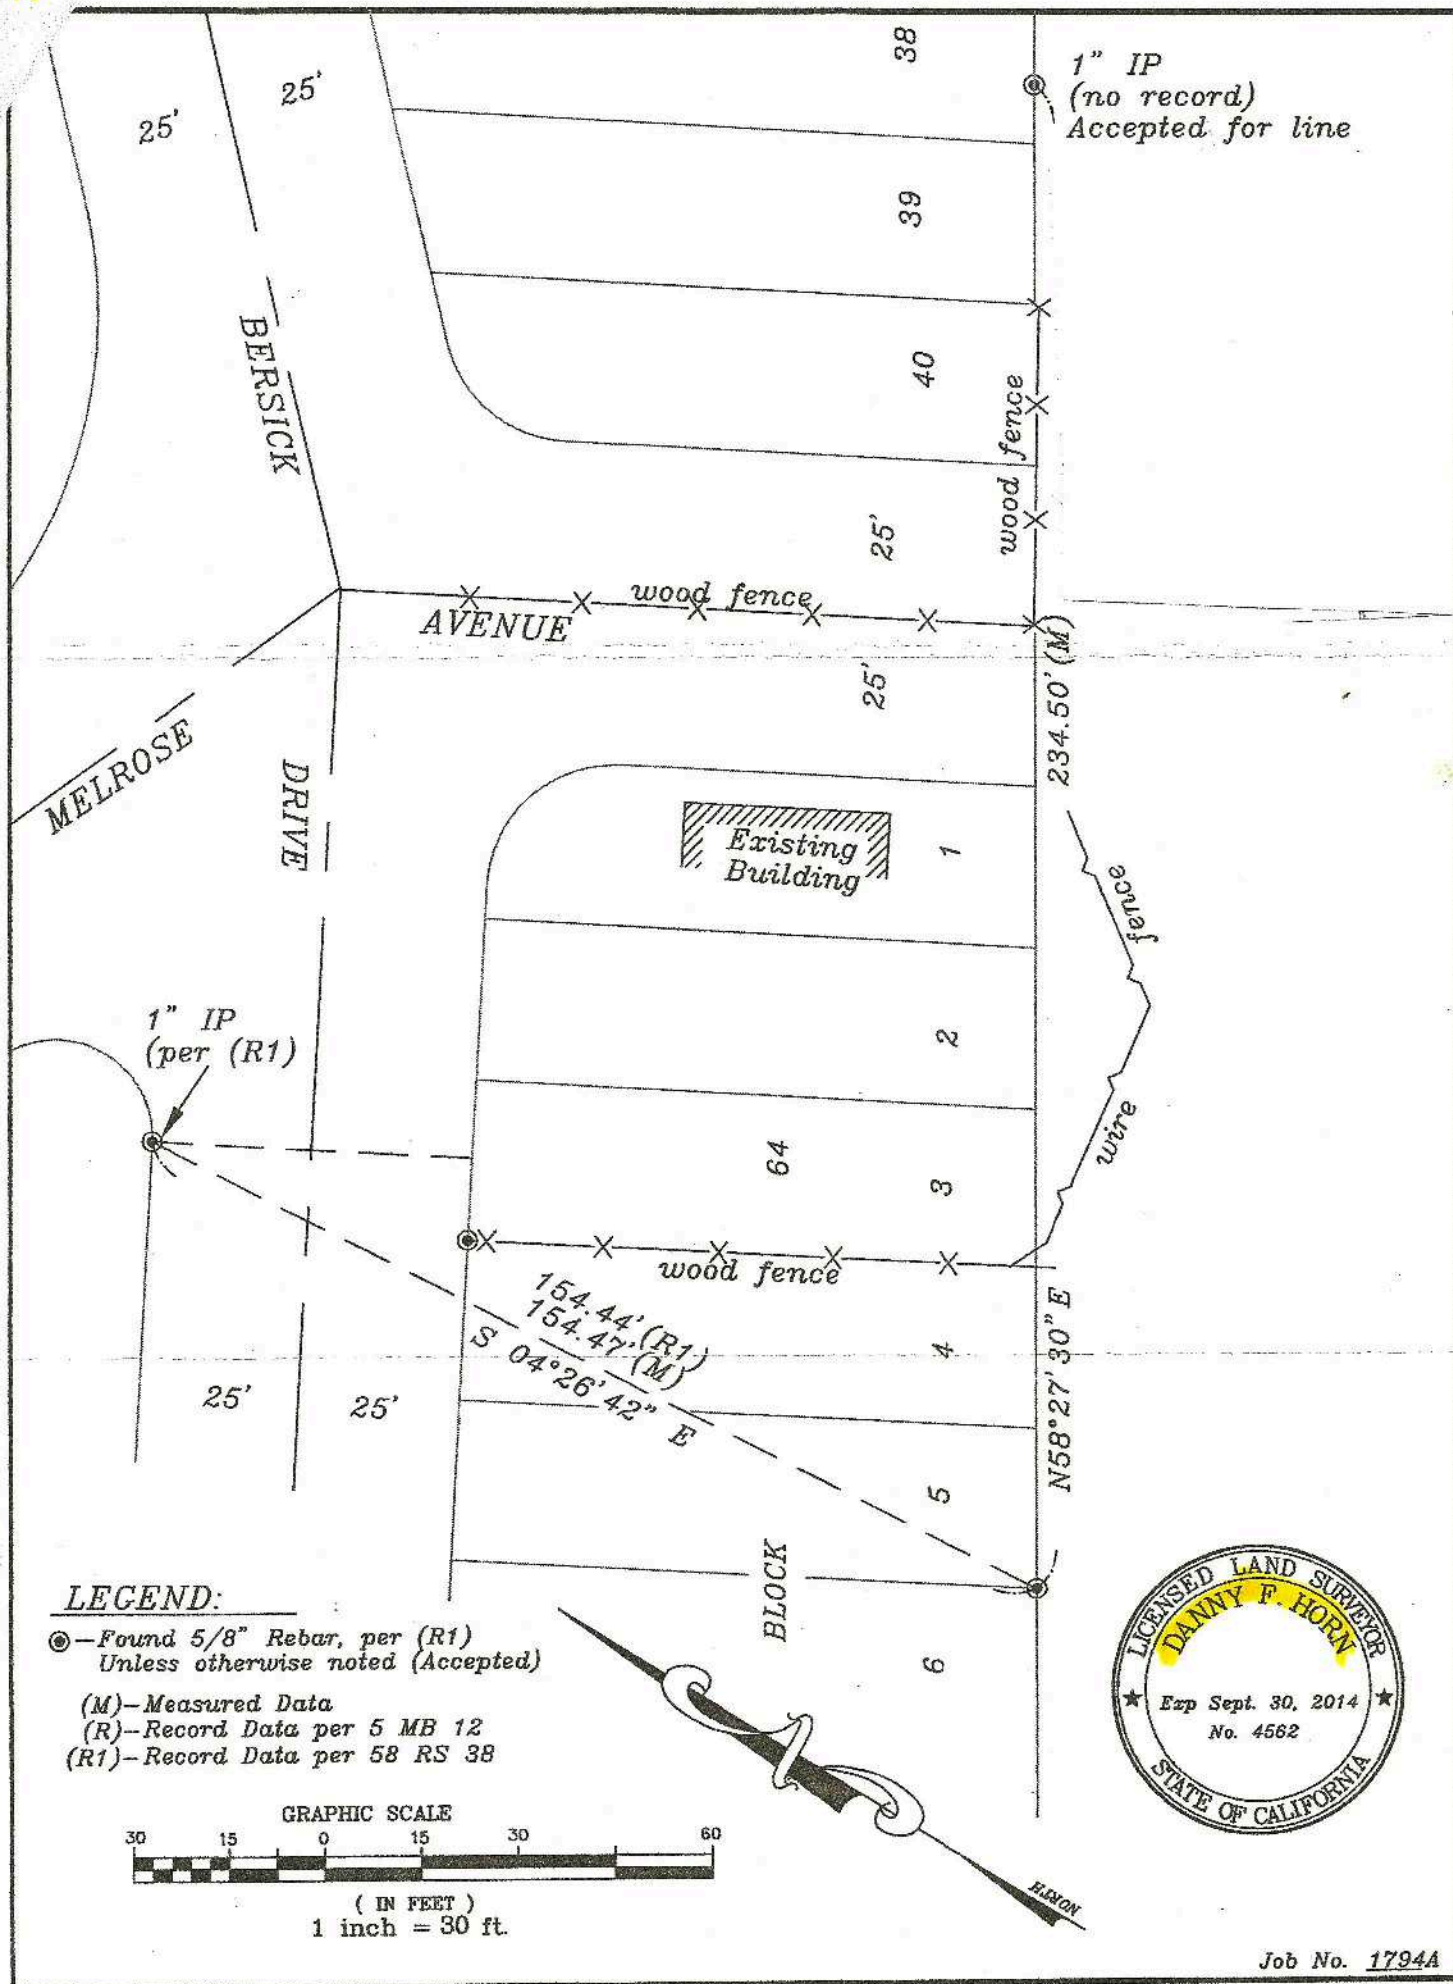 38
1" IP
(no record)
Accepted for line
25'
25'
39
BERSICK
40
wood fence
wood fence
25'
wood fence
AVENUE
234.50' (M)
25'
MELROSE
DRIVE
Existing
Building
1
fence
2
1" IP
(per (R1)
wire
64
3
wood fence
154.44' (R1)
154.47' (M)
S 04°26'42" E
4
N58°27'30" E
25'
25'
5
BLOCK
6
LEGEND:
—Found 5/8" Rebar, per (R1)
Unless otherwise noted (Accepted)
(M)—Measured Data
(R)—Record Data per 5 MB 12
(R1)—Record Data per 58 RS 38
LICENSED LAND SURVEYOR
DANNY F. HORN
Exp Sept. 30, 2014
No. 4562
STATE OF CALIFORNIA
GRAPHIC SCALE
30 15 0 15 30 60
( IN FEET )
1 inch = 30 ft.
NORTH
Job No. 1794A